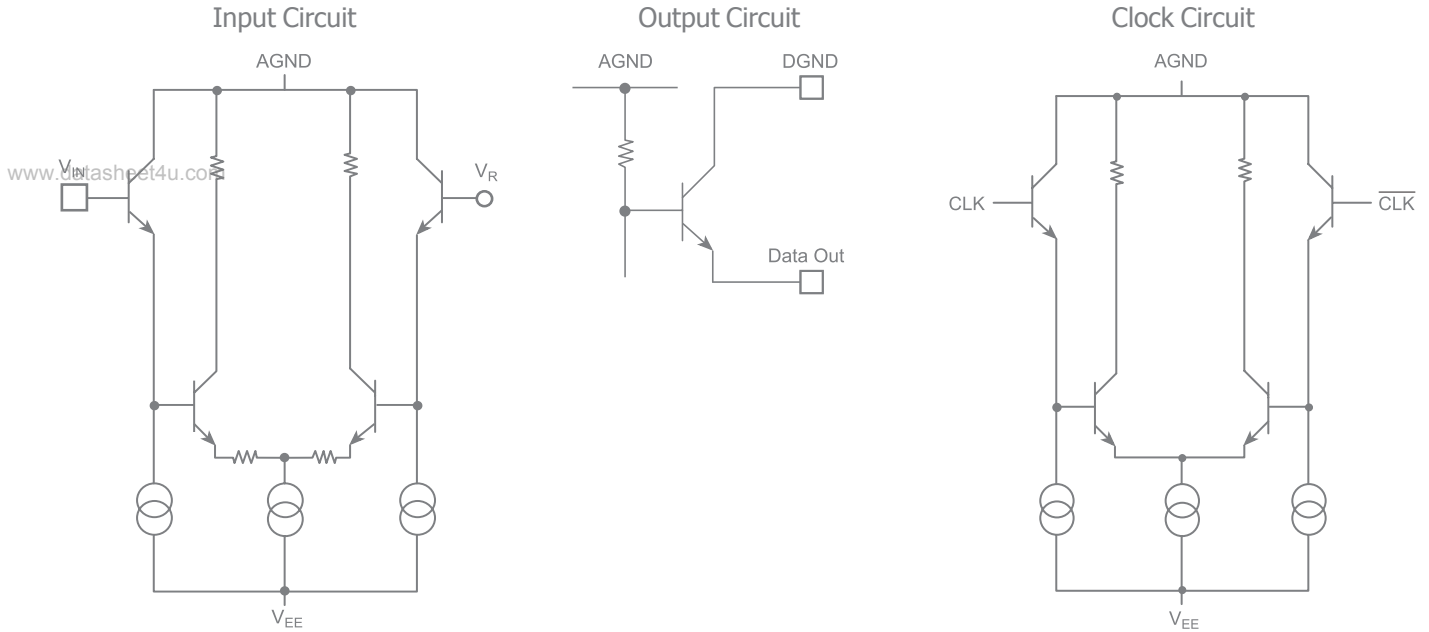 Input Circuit
Output Circuit
Clock Circuit
AGND
AGND
DGND
AGND
www.datasheet4u.com
VIN
VR
CLK
CLK
Data Out
VEE
VEE